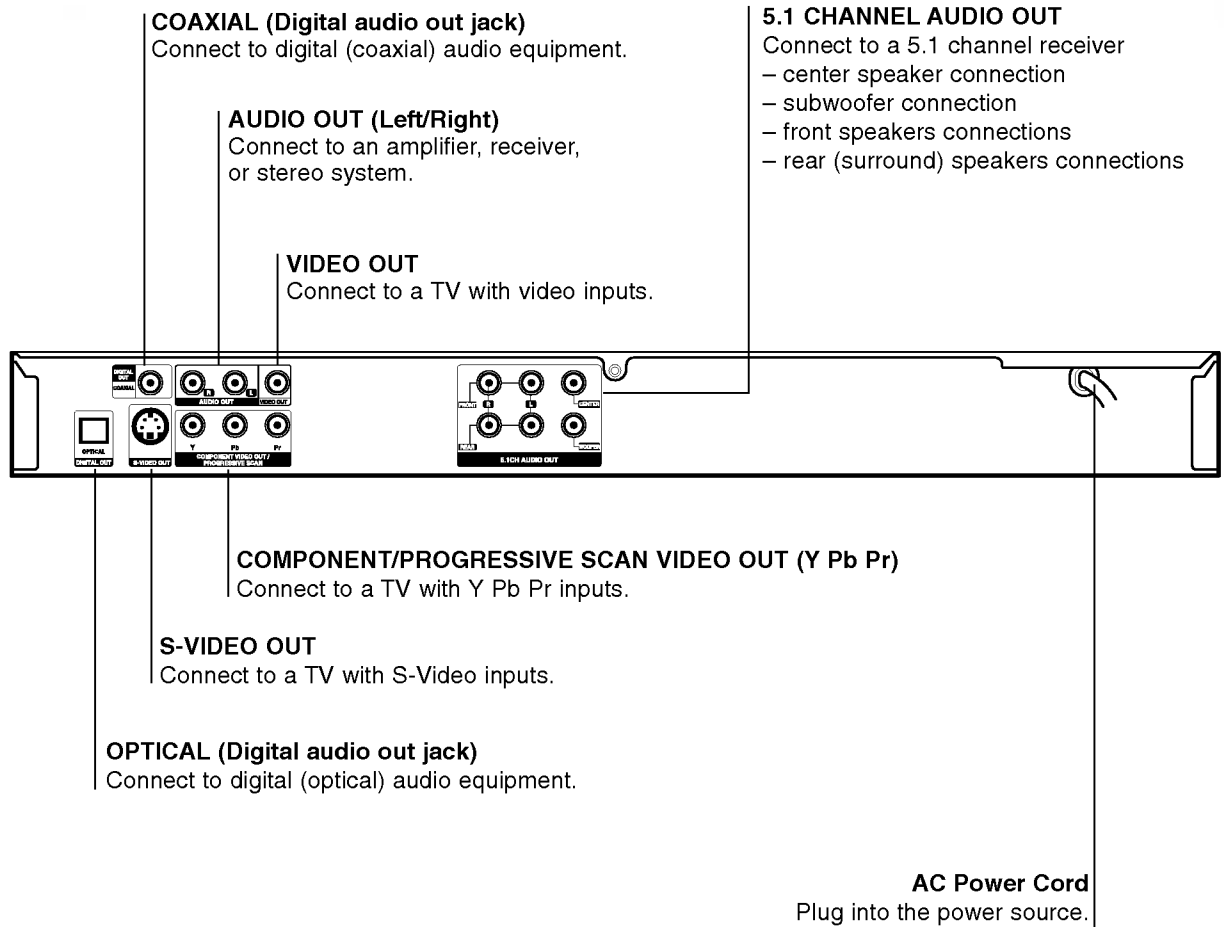 COAXIAL (Digital audio out jack)
Connect to digital (coaxial) audio equipment.
5.1 CHANNEL AUDIO OUT
Connect to a 5.1 channel receiver
– center speaker connection
– subwoofer connection
– front speakers connections
– rear (surround) speakers connections
AUDIO OUT (Left/Right)
Connect to an amplifier, receiver,
or stereo system.
VIDEO OUT
Connect to a TV with video inputs.
DIGITAL
OUT
COAXIAL
R
L
AUDIO OUT
VIDEO OUT
OPTICAL
DIGITAL OUT
S-VIDEO OUT
Y
Pb
Pr
COMPONENT VIDEO OUT /
PROGRESSIVE SCAN
FRONT
R
L
CENTER
REAR
5.1CH AUDIO OUT
COMPONENT/PROGRESSIVE SCAN VIDEO OUT (Y Pb Pr)
Connect to a TV with Y Pb Pr inputs.
S-VIDEO OUT
Connect to a TV with S-Video inputs.
OPTICAL (Digital audio out jack)
Connect to digital (optical) audio equipment.
AC Power Cord
Plug into the power source.